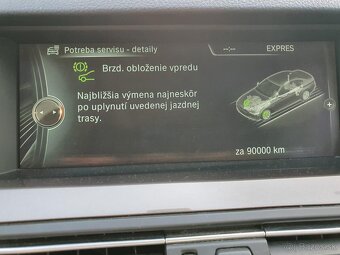 Potreba servisu - detaily --:-- EXPRES
Brzd. obloženie vpredu
Najbližšia výmena najneskôr
po uplynutí uvedenej jazdnej
trasy.
za 90000 km